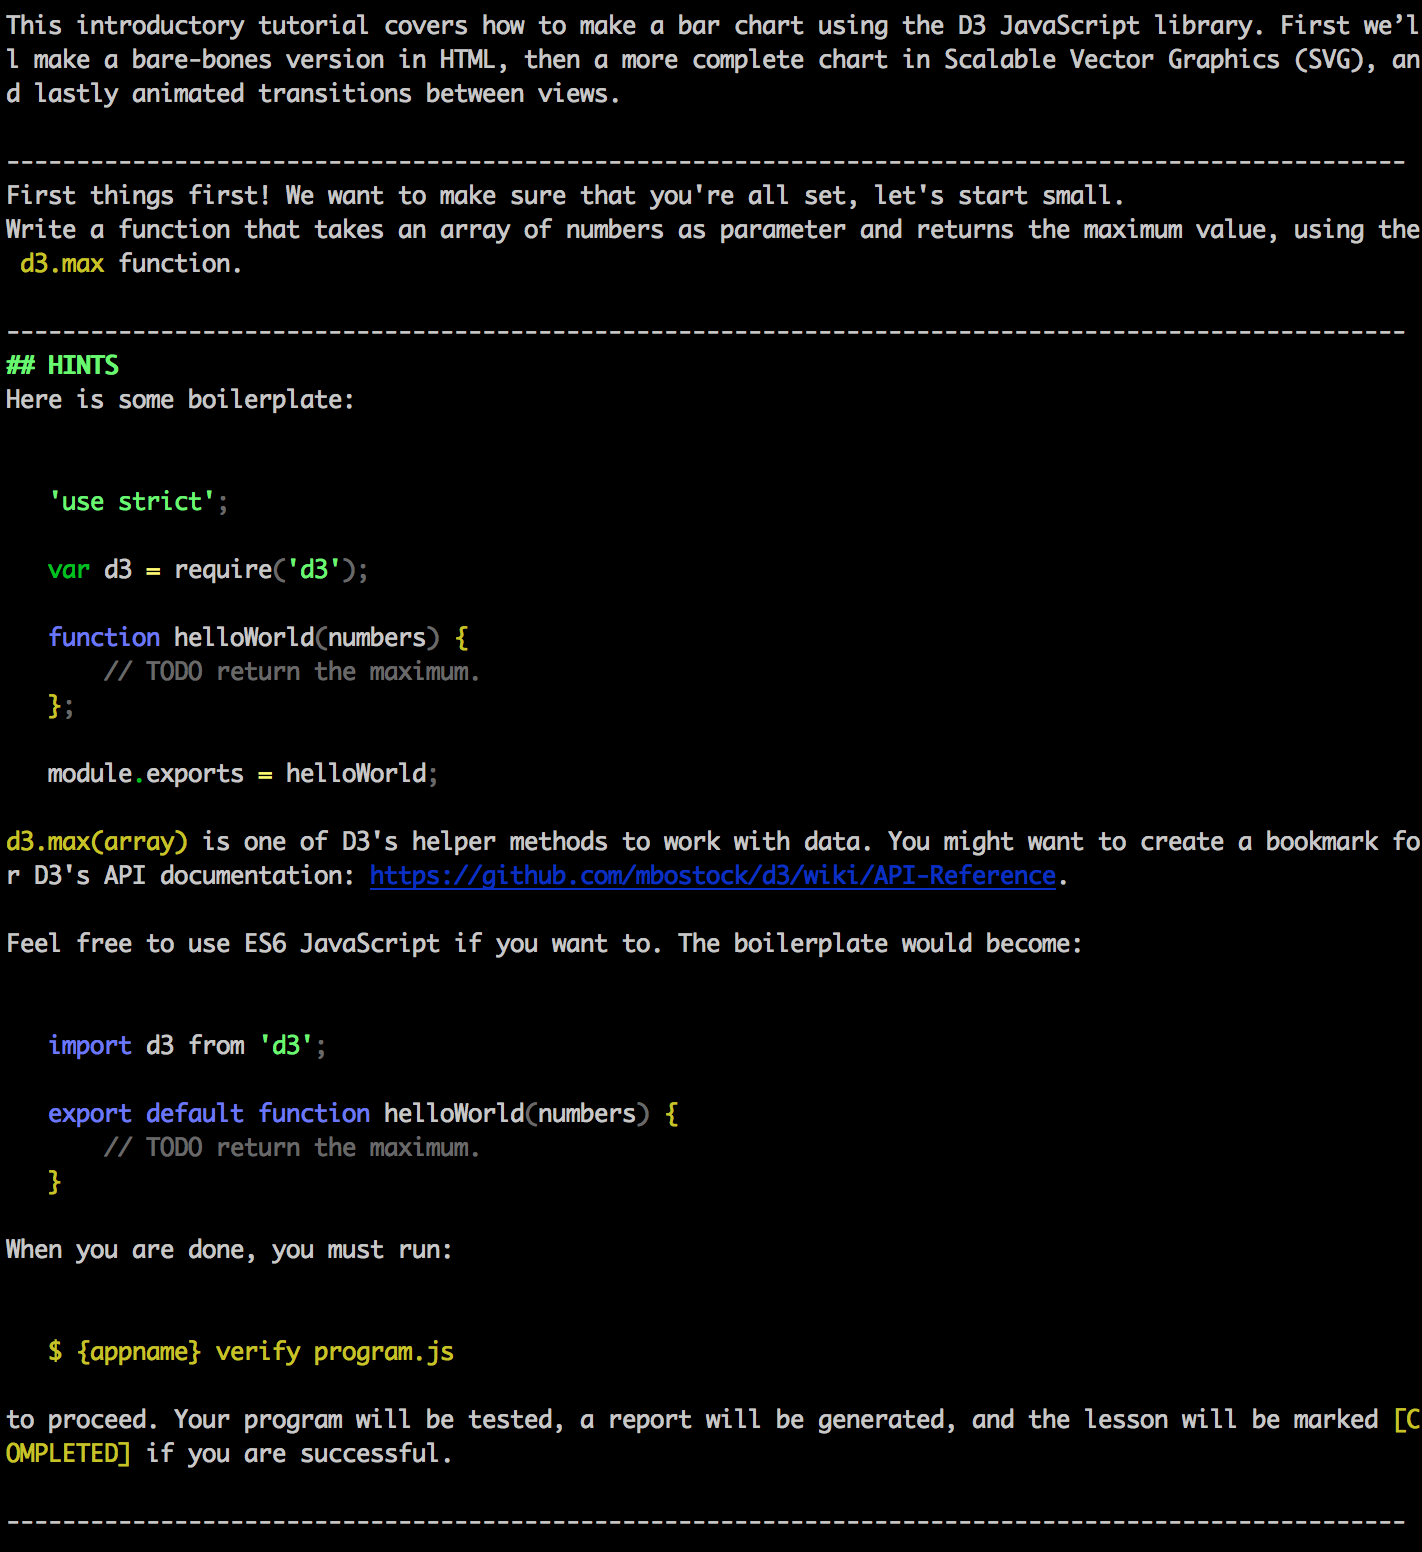 This introductory tutorial covers how to make a bar chart using the D3 JavaScript library. First we’l
l make a bare-bones version in HTML, then a more complete chart in Scalable Vector Graphics (SVG), an
d lastly animated transitions between views.
----------------------------------------------------------------------------------------------------
First things first! We want to make sure that you're all set, let's start small.
Write a function that takes an array of numbers as parameter and returns the maximum value, using the
 d3.max function.
----------------------------------------------------------------------------------------------------
## HINTS
Here is some boilerplate:
'use strict';
var d3 = require('d3');
function helloWorld(numbers) {
    // TODO return the maximum.
};
module.exports = helloWorld;
d3.max(array) is one of D3's helper methods to work with data. You might want to create a bookmark fo
r D3's API documentation: https://github.com/mbostock/d3/wiki/API-Reference.
Feel free to use ES6 JavaScript if you want to. The boilerplate would become:
import d3 from 'd3';
export default function helloWorld(numbers) {
    // TODO return the maximum.
}
When you are done, you must run:
$ {appname} verify program.js
to proceed. Your program will be tested, a report will be generated, and the lesson will be marked [C
OMPLETED] if you are successful.
----------------------------------------------------------------------------------------------------